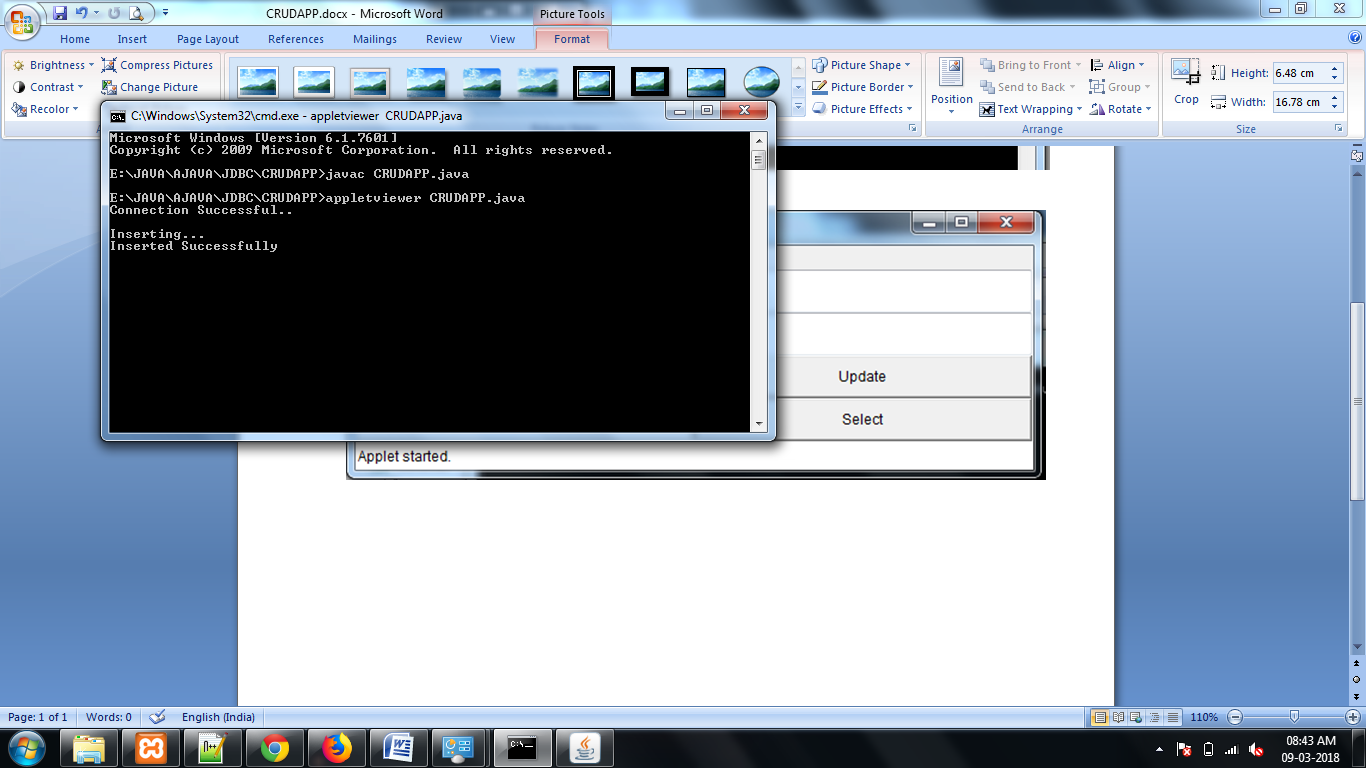 CRUDAPP.docx - Microsoft Word
Picture Tools
Home Insert Page Layout References Mailings Review View Format
Brightness
Contrast
Recolor
Compress Pictures
Change Picture
Picture Shape
Picture Border
Picture Effects
Position
Bring to Front
Send to Back
Text Wrapping
Align
Group
Rotate
Arrange
Crop
Height: 6.48 cm
Width: 16.78 cm
Size
C:\Windows\System32\cmd.exe - appletviewer CRUDAPP.java
Microsoft Windows [Version 6.1.7601]
Copyright (c) 2009 Microsoft Corporation. All rights reserved.
E:\JAVA\AJAVA\JDBC\CRUDAPP>javac CRUDAPP.java
E:\JAVA\AJAVA\JDBC\CRUDAPP>appletviewer CRUDAPP.java
Connection Successful..
Inserting...
Inserted Successfully
Update
Select
Applet started.
Page: 1 of 1 Words: 0 English (India) 110%
08:43 AM
09-03-2018